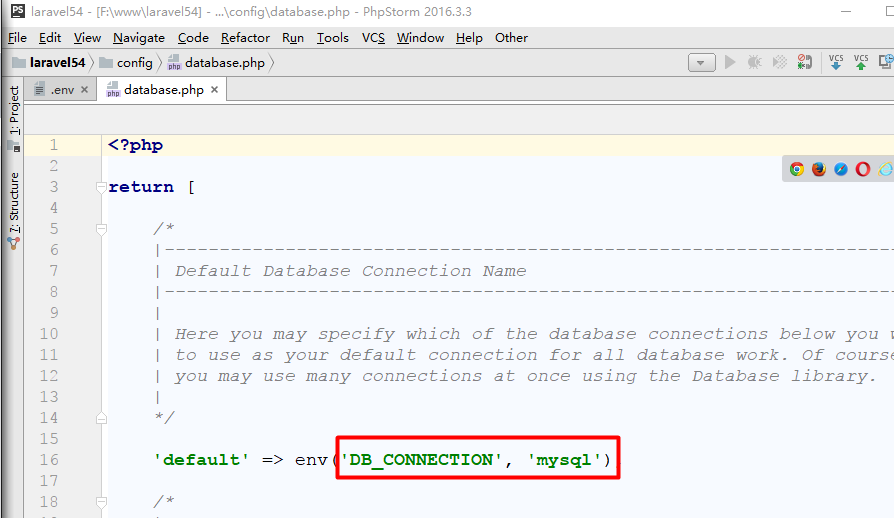 laravel54 - [F:\www\laravel54] - ...\config\database.php - PhpStorm 2016.3.3
File Edit View Navigate Code Refactor Run Tools VCS Window Help Other
laravel54 config database.php
VCS VCS
.env database.php
1: Project
7: Structure
1 <?php
2
3 return [
4
5 /*
6 |--------------------------------------------------------------
7 | Default Database Connection Name
8 |--------------------------------------------------------------
9 |
10 | Here you may specify which of the database connections below you
11 | to use as your default connection for all database work. Of course
12 | you may use many connections at once using the Database library.
13 |
14 */
15
16 'default' => env('DB_CONNECTION', 'mysql')
17
18 /*